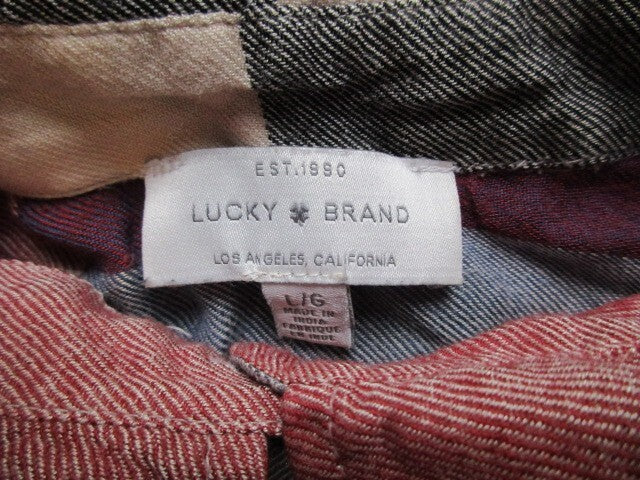 EST.1990
LUCKY BRAND
LOS ANGELES, CALIFORNIA
L/G
MADE IN
INDIA
FABRIQUE
EN INDE